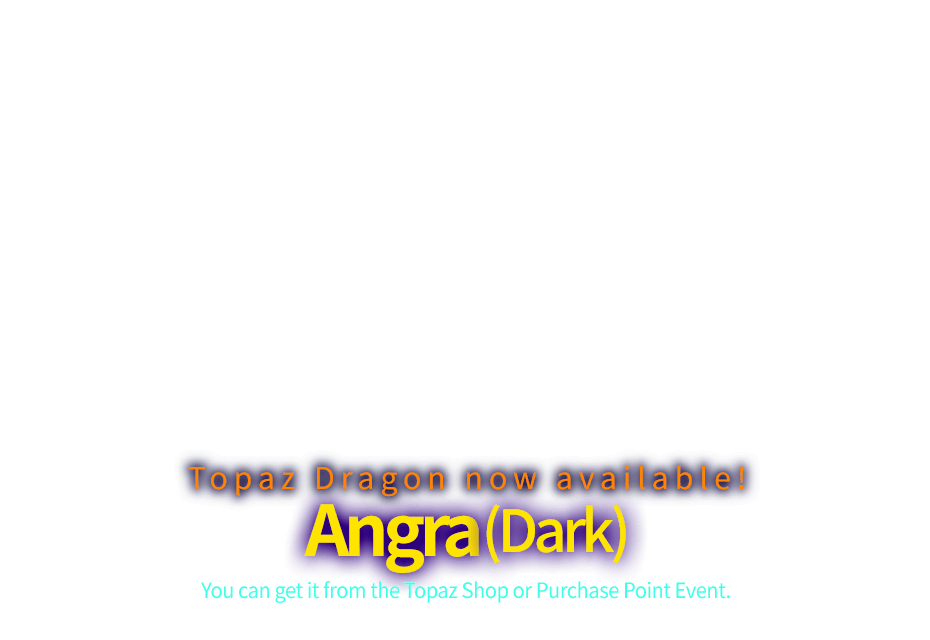 Topaz Dragon now available!
Angra (Dark)
You can get it from the Topaz Shop or Purchase Point Event.